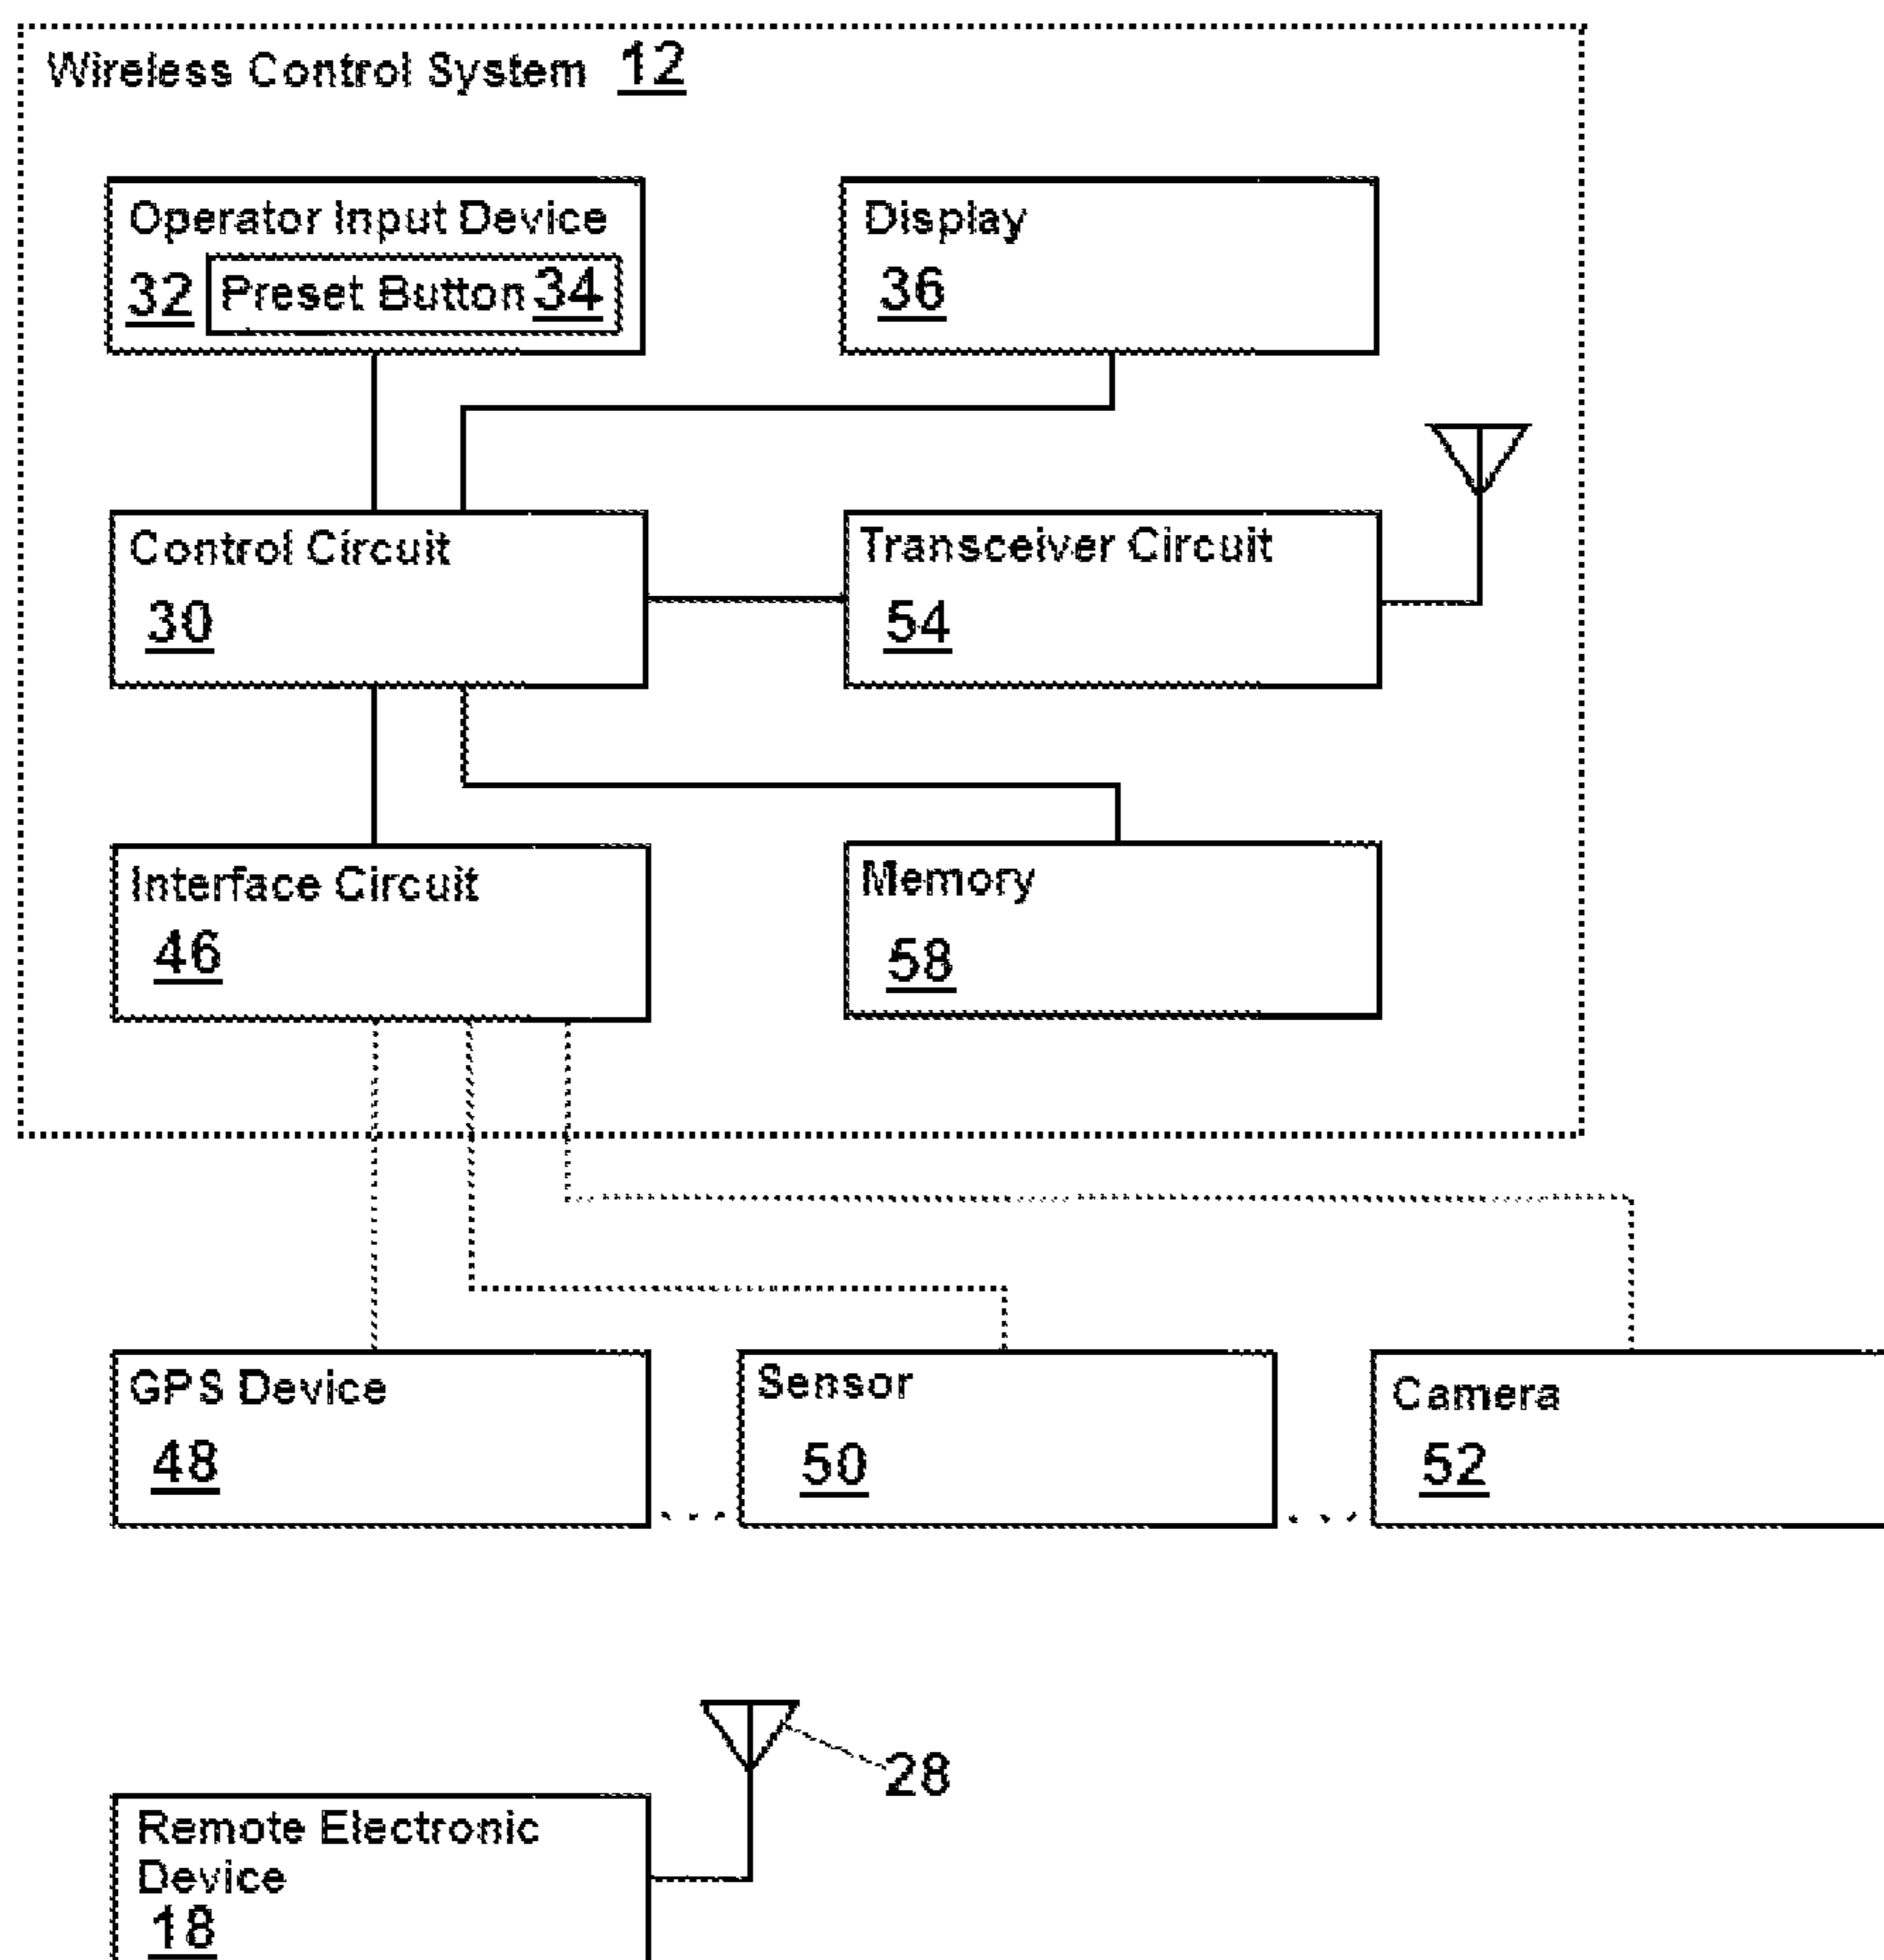 Wireless Control System 12
Operator Input Device
32 Preset Button 34
Display
36
Control Circuit
30
Transceiver Circuit
54
Interface Circuit
46
Memory
58
GPS Device
48
Sensor
50
Camera
52
28
Remote Electronic
Device
18